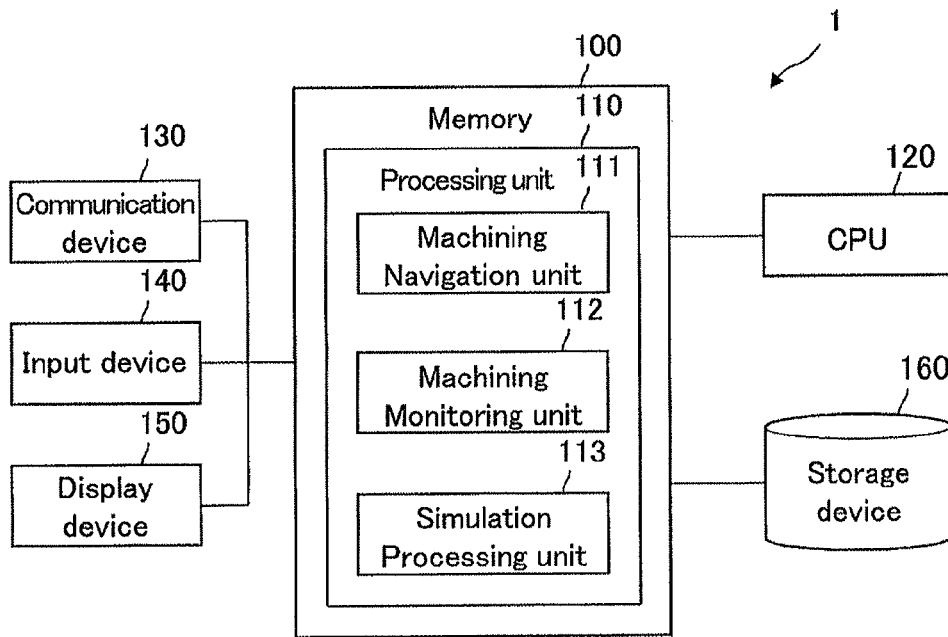 1
100
Memory
110
Processing unit
111
Machining
Navigation unit
112
Machining
Monitoring unit
113
Simulation
Processing unit
130
Communication
device
140
Input device
150
Display
device
120
CPU
160
Storage
device